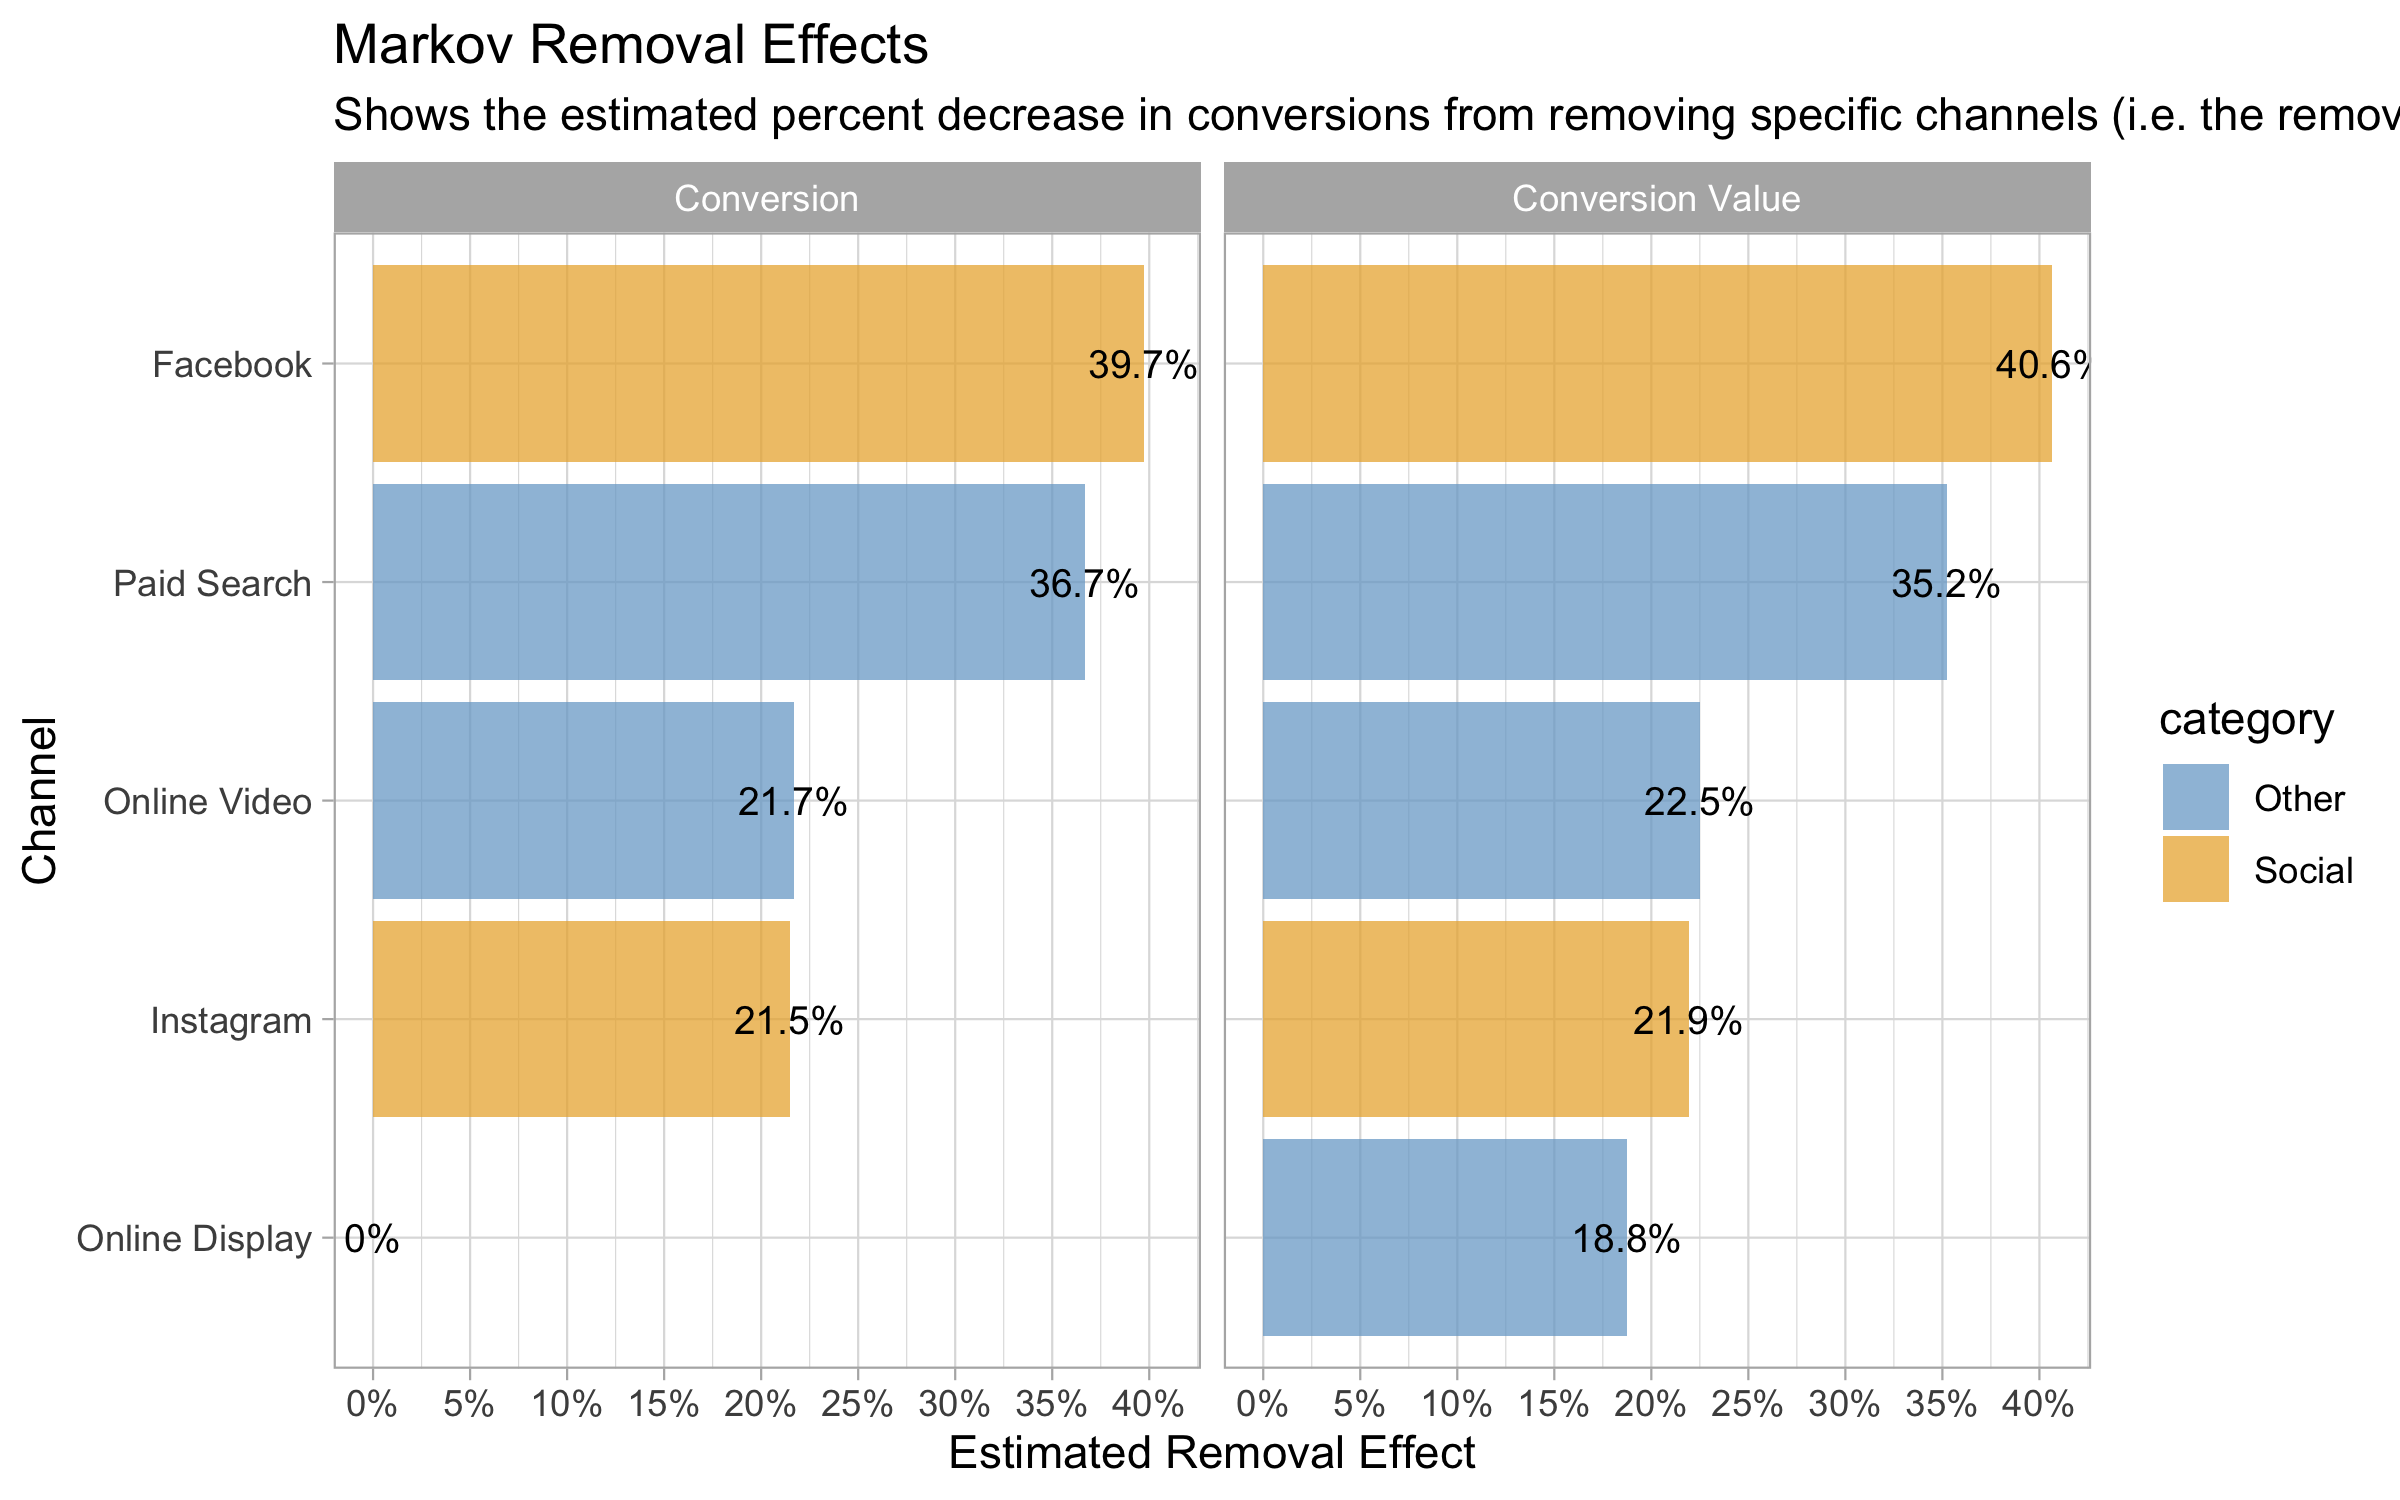 Markov Removal Effects
Shows the estimated percent decrease in conversions from removing specific channels (i.e. the remov
Conversion
Conversion Value
Facebook
39.7%
40.6%
Paid Search
36.7%
35.2%
Online Video
21.7%
22.5%
Instagram
21.5%
21.9%
Online Display
0%
18.8%
Channel
0% 5% 10% 15% 20% 25% 30% 35% 40%
0% 5% 10% 15% 20% 25% 30% 35% 40%
Estimated Removal Effect
category
Other
Social